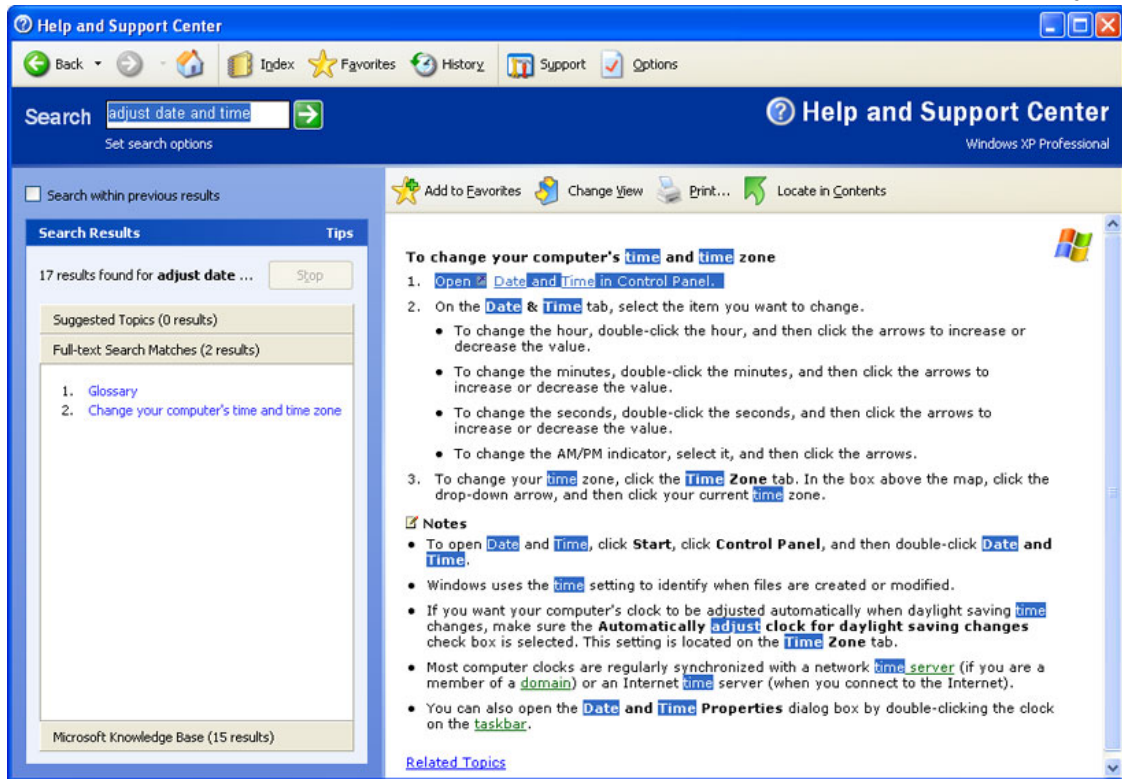 Help and Support Center
Back Index Favorites History Support Options
Search adjust date and time
Set search options
Help and Support Center
Windows XP Professional
Search within previous results
Search Results Tips
17 results found for adjust date ... Stop
Suggested Topics (0 results)
Full-text Search Matches (2 results)
1. Glossary
2. Change your computer's time and time zone
Microsoft Knowledge Base (15 results)
Add to Favorites Change View Print... Locate in Contents
To change your computer's time and time zone
1. Open Date and Time in Control Panel.
2. On the Date & Time tab, select the item you want to change.
• To change the hour, double-click the hour, and then click the arrows to increase or
decrease the value.
• To change the minutes, double-click the minutes, and then click the arrows to
increase or decrease the value.
• To change the seconds, double-click the seconds, and then click the arrows to
increase or decrease the value.
• To change the AM/PM indicator, select it, and then click the arrows.
3. To change your time zone, click the Time Zone tab. In the box above the map, click the
drop-down arrow, and then click your current time zone.
Notes
• To open Date and Time, click Start, click Control Panel, and then double-click Date and
Time.
• Windows uses the time setting to identify when files are created or modified.
• If you want your computer's clock to be adjusted automatically when daylight saving time
changes, make sure the Automatically adjust clock for daylight saving changes
check box is selected. This setting is located on the Time Zone tab.
• Most computer clocks are regularly synchronized with a network time server (if you are a
member of a domain) or an Internet time server (when you connect to the Internet).
• You can also open the Date and Time Properties dialog box by double-clicking the clock
on the taskbar.
Related Topics